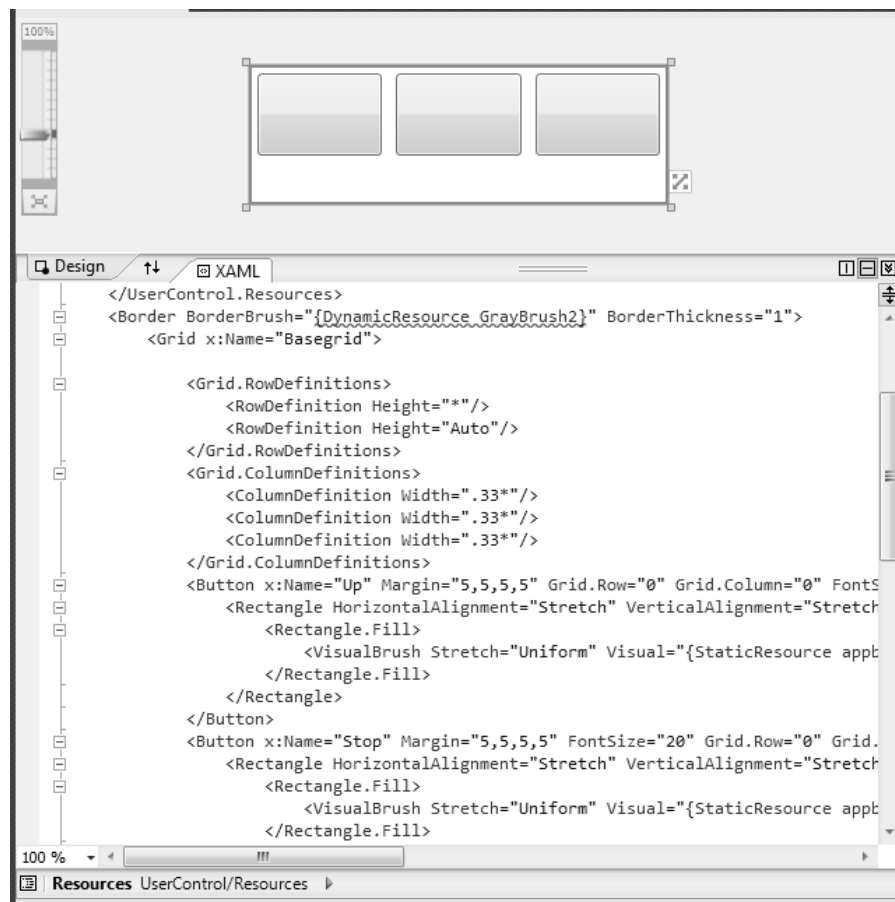 100%
Design XAML
</UserControl.Resources>
<Border BorderBrush="{DynamicResource GrayBrush2}" BorderThickness="1">
<Grid x:Name="Basegrid">
<Grid.RowDefinitions>
<RowDefinition Height="*"/>
<RowDefinition Height="Auto"/>
</Grid.RowDefinitions>
<Grid.ColumnDefinitions>
<ColumnDefinition Width=".33*"/>
<ColumnDefinition Width=".33*"/>
<ColumnDefinition Width=".33*"/>
</Grid.ColumnDefinitions>
<Button x:Name="Up" Margin="5,5,5,5" Grid.Row="0" Grid.Column="0" FontS
<Rectangle HorizontalAlignment="Stretch" VerticalAlignment="Stretch
<Rectangle.Fill>
<VisualBrush Stretch="Uniform" Visual="{StaticResource appb
</Rectangle.Fill>
</Rectangle>
</Button>
<Button x:Name="Stop" Margin="5,5,5,5" FontSize="20" Grid.Row="0" Grid.
<Rectangle HorizontalAlignment="Stretch" VerticalAlignment="Stretch
<Rectangle.Fill>
<VisualBrush Stretch="Uniform" Visual="{StaticResource appb
</Rectangle.Fill>
100 %
Resources UserControl/Resources